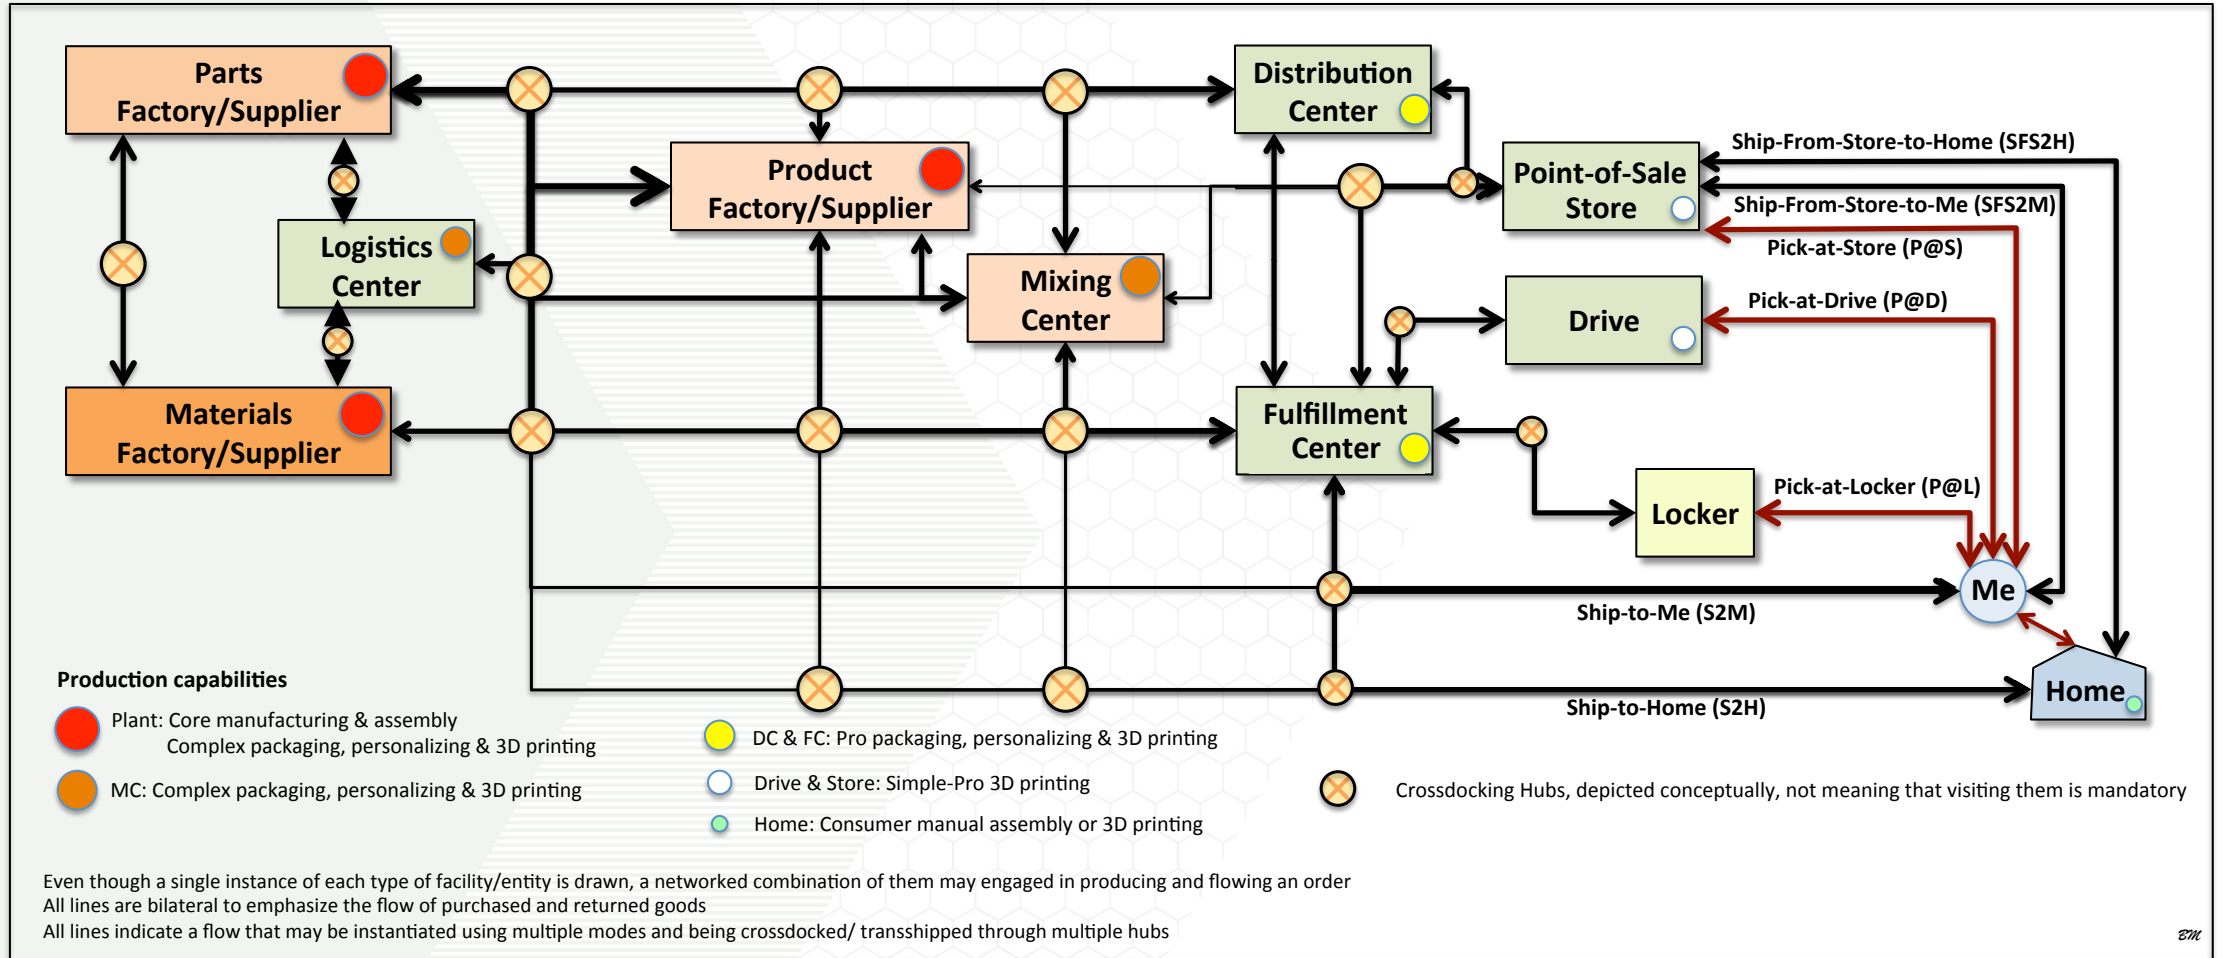 Parts
Factory/Supplier
Distribution
Center
Ship-From-Store-to-Home (SFS2H)
Product
Factory/Supplier
Point-of-Sale
Store
Ship-From-Store-to-Me (SFS2M)
Pick-at-Store (P@S)
Logistics
Center
Mixing
Center
Pick-at-Drive (P@D)
Drive
Materials
Factory/Supplier
Fulfillment
Center
Pick-at-Locker (P@L)
Locker
Me
Ship-to-Me (S2M)
Home
Ship-to-Home (S2H)
Production capabilities
Plant: Core manufacturing & assembly
Complex packaging, personalizing & 3D printing
MC: Complex packaging, personalizing & 3D printing
DC & FC: Pro packaging, personalizing & 3D printing
Drive & Store: Simple-Pro 3D printing
Home: Consumer manual assembly or 3D printing
Crossdocking Hubs, depicted conceptually, not meaning that visiting them is mandatory
Even though a single instance of each type of facility/entity is drawn, a networked combination of them may engaged in producing and flowing an order
All lines are bilateral to emphasize the flow of purchased and returned goods
All lines indicate a flow that may be instantiated using multiple modes and being crossdocked/ transshipped through multiple hubs
BM